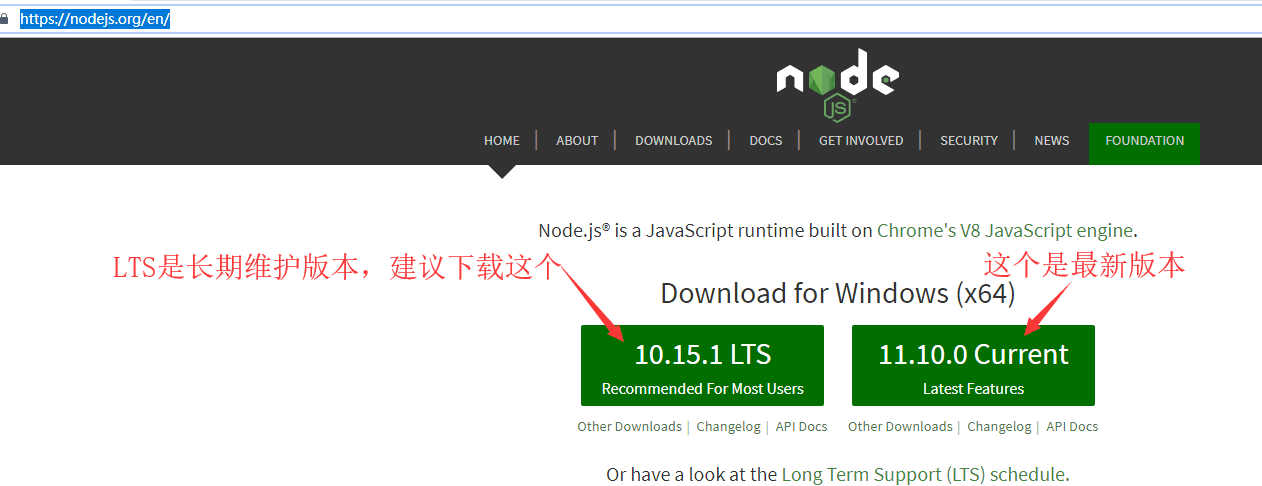 https://nodejs.org/en/
node
JS
HOME | ABOUT | DOWNLOADS | DOCS | GET INVOLVED | SECURITY | NEWS FOUNDATION
Node.js® is a JavaScript runtime built on Chrome's V8 JavaScript engine.
LTS是长期维护版本，建议下载这个
这个是最新版本
Download for Windows (x64)
10.15.1 LTS
Recommended For Most Users
11.10.0 Current
Latest Features
Other Downloads | Changelog | API Docs
Other Downloads | Changelog | API Docs
Or have a look at the Long Term Support (LTS) schedule.